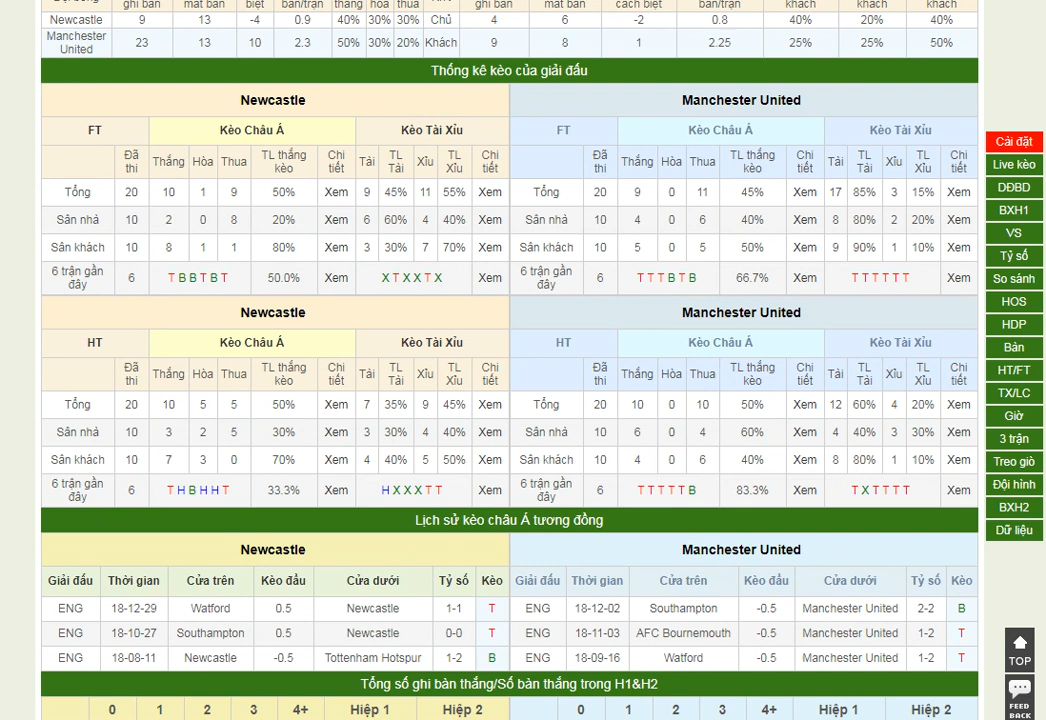 ghi bàn mất bàn biệt bàn/trận thắng hòa thua ghi bàn mất bàn cách biệt bàn/trận khách khách khách
Newcastle 9 13 -4 0.9 40% 30% 30% Chủ 4 6 -2 0.8 40% 20% 40%
Manchester United 23 13 10 2.3 50% 30% 20% Khách 9 8 1 2.25 25% 25% 50%
Thống kê kèo của giải đấu
Newcastle Manchester United
FT Kèo Châu Á Kèo Tài Xỉu FT Kèo Châu Á Kèo Tài Xỉu
Đã thi Thắng Hòa Thua TL thắng kèo Chi tiết Tài TL Tài Xỉu TL Xỉu Chi tiết Đã thi Thắng Hòa Thua TL thắng kèo Chi tiết Tài TL Tài Xỉu TL Xỉu Chi tiết
Tổng 20 10 1 9 50% Xem 9 45% 11 55% Xem Tổng 20 9 0 11 45% Xem 17 85% 3 15% Xem
Sân nhà 10 2 0 8 20% Xem 6 60% 4 40% Xem Sân nhà 10 4 0 6 40% Xem 8 80% 2 20% Xem
Sân khách 10 8 1 1 80% Xem 3 30% 7 70% Xem Sân khách 10 5 0 5 50% Xem 9 90% 1 10% Xem
6 trận gần đây 6 T B B T B T 50.0% Xem X T X X T X Xem 6 trận gần đây 6 T T T B T B 66.7% Xem T T T T T T Xem
Newcastle Manchester United
HT Kèo Châu Á Kèo Tài Xỉu HT Kèo Châu Á Kèo Tài Xỉu
Đã thi Thắng Hòa Thua TL thắng kèo Chi tiết Tài TL Tài Xỉu TL Xỉu Chi tiết Đã thi Thắng Hòa Thua TL thắng kèo Chi tiết Tài TL Tài Xỉu TL Xỉu Chi tiết
Tổng 20 10 5 5 50% Xem 7 35% 9 45% Xem Tổng 20 10 0 10 50% Xem 12 60% 4 20% Xem
Sân nhà 10 3 2 5 30% Xem 3 30% 4 40% Xem Sân nhà 10 6 0 4 60% Xem 4 40% 3 30% Xem
Sân khách 10 7 3 0 70% Xem 4 40% 5 50% Xem Sân khách 10 4 0 6 40% Xem 8 80% 1 10% Xem
6 trận gần đây 6 T H B H H T 33.3% Xem H X X X T T Xem 6 trận gần đây 6 T T T T T B 83.3% Xem T X T T T T Xem
Lịch sử kèo châu Á tương đồng
Newcastle Manchester United
Giải đấu Thời gian Cửa trên Kèo đầu Cửa dưới Tỷ số Kèo Giải đấu Thời gian Cửa trên Kèo đầu Cửa dưới Tỷ số Kèo
ENG 18-12-29 Watford 0.5 Newcastle 1-1 T ENG 18-12-02 Southampton -0.5 Manchester United 2-2 B
ENG 18-10-27 Southampton 0.5 Newcastle 0-0 T ENG 18-11-03 AFC Bournemouth -0.5 Manchester United 1-2 T
ENG 18-08-11 Newcastle -0.5 Tottenham Hotspur 1-2 B ENG 18-09-16 Watford -0.5 Manchester United 1-2 T
Tổng số ghi bàn thắng/Số bàn thắng trong H1&H2
0 1 2 3 4+ Hiệp 1 Hiệp 2 0 1 2 3 4+ Hiệp 1 Hiệp 2
Cài đặt
Live kèo
DĐBD
BXH1
VS
Tỷ số
So sánh
HOS
HDP
Bàn
HT/FT
TX/LC
Giờ
3 trận
Treo giò
Đội hình
BXH2
Dữ liệu
TOP
FEED
BACK